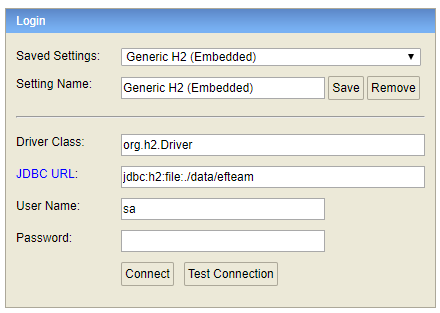 Login
Saved Settings: Generic H2 (Embedded)
Setting Name: Generic H2 (Embedded) Save Remove
Driver Class: org.h2.Driver
JDBC URL: jdbc:h2:file:./data/efteam
User Name: sa
Password:
Connect Test Connection